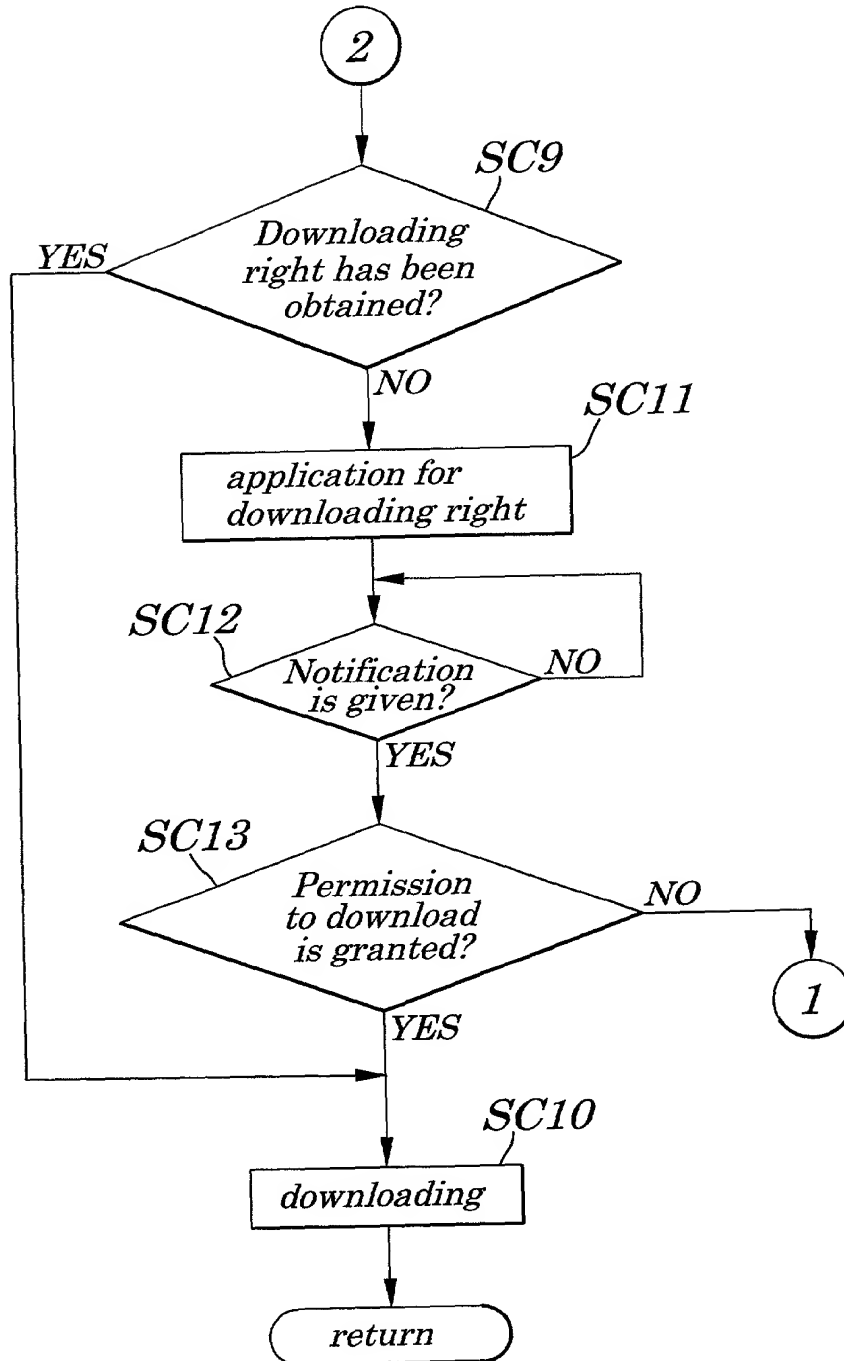 2
SC9
Downloading
right has been
obtained?
YES
NO
SC11
application for
downloading right
SC12
Notification
is given?
NO
YES
SC13
Permission
to download
is granted?
NO
1
YES
SC10
downloading
return